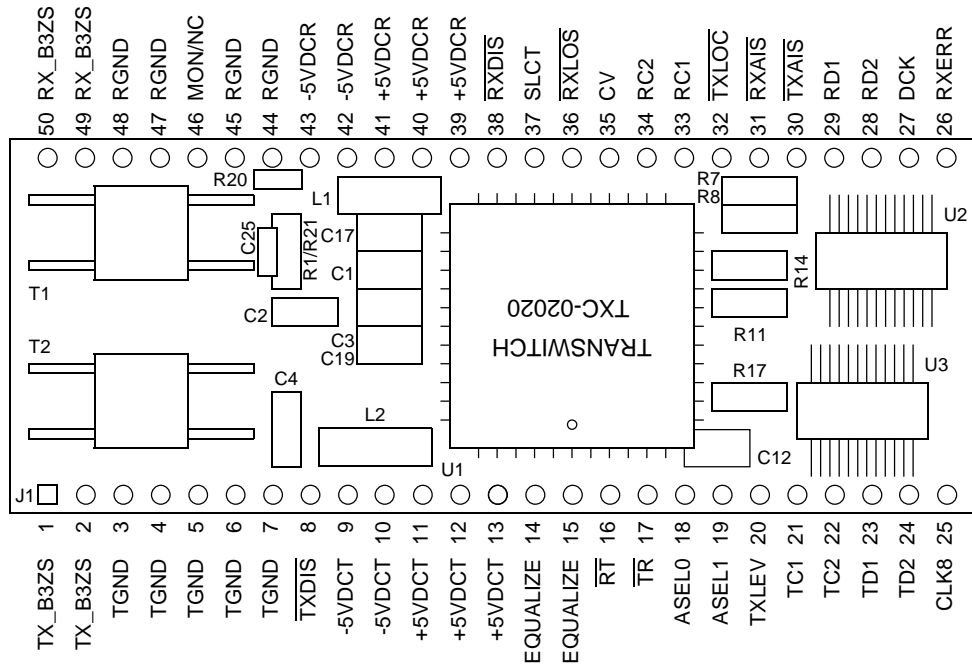 50 RX_B3ZS
49 RX_B3ZS
48 RGND
47 RGND
46 MON/NC
45 RGND
44 RGND
43 -5VDCR
42 -5VDCR
41 +5VDCR
40 +5VDCR
39 +5VDCR
38 RXDIS
37 SLCT
36 RXLOS
35 CV
34 RC2
33 RC1
32 TXLOC
31 RXAIS
30 TXAIS
29 RD1
28 RD2
27 DCK
26 RXERR
R20
L1
R7
R8
U2
C25
R1/R21
C17
C1
R14
T1
C2
TRANSWITCH
TXC-02020
R11
T2
C3
C19
C4
R17
U3
L2
U1
C12
J1
1 TX_B3ZS
2 TX_B3ZS
3 TGND
4 TGND
5 TGND
6 TGND
7 TGND
8 TXDIS
9 -5VDCT
10 -5VDCT
11 +5VDCT
12 +5VDCT
13 +5VDCT
14 EQUALIZE
15 EQUALIZE
16 RT
17 TR
18 ASEL0
19 ASEL1
20 TXLEV
21 TC1
22 TC2
23 TD1
24 TD2
25 CLK8